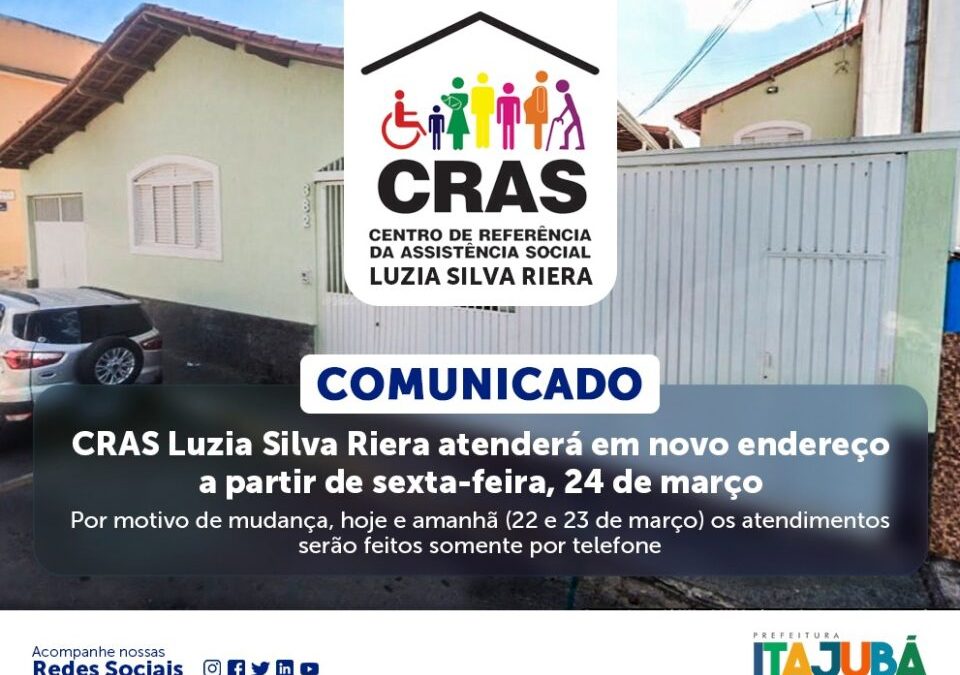 CRAS
CENTRO DE REFERÊNCIA
DA ASSISTÊNCIA SOCIAL
LUZIA SILVA RIERA
382
COMUNICADO
CRAS Luzia Silva Riera atenderá em novo endereço
a partir de sexta-feira, 24 de março
Por motivo de mudança, hoje e amanhã (22 e 23 de março) os atendimentos
serão feitos somente por telefone
Acompanhe nossas
Redes Sociais
PREFEITURA
ITAJUBÁ